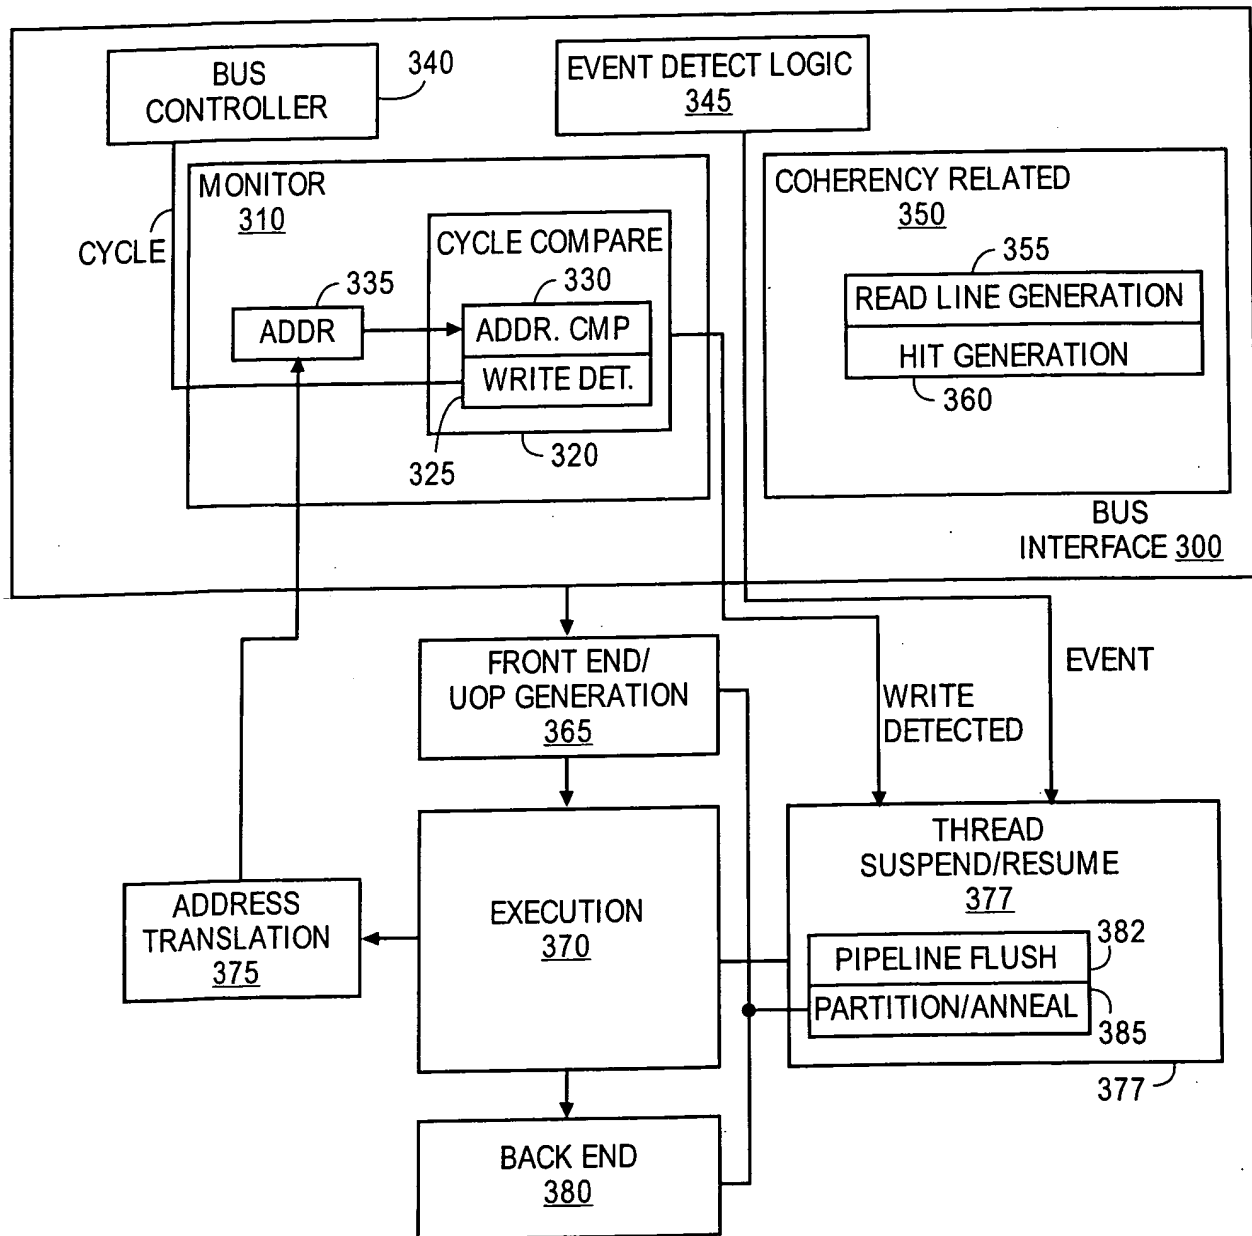 BUS
CONTROLLER
340
EVENT DETECT LOGIC
345
CYCLE
MONITOR
310
CYCLE COMPARE
335
ADDR
330
ADDR. CMP
WRITE DET.
325
320
COHERENCY RELATED
350
355
READ LINE GENERATION
HIT GENERATION
360
BUS
INTERFACE 300
FRONT END/
UOP GENERATION
365
WRITE
DETECTED
EVENT
ADDRESS
TRANSLATION
375
EXECUTION
370
THREAD
SUSPEND/RESUME
377
PIPELINE FLUSH
382
PARTITION/ANNEAL
385
377
BACK END
380